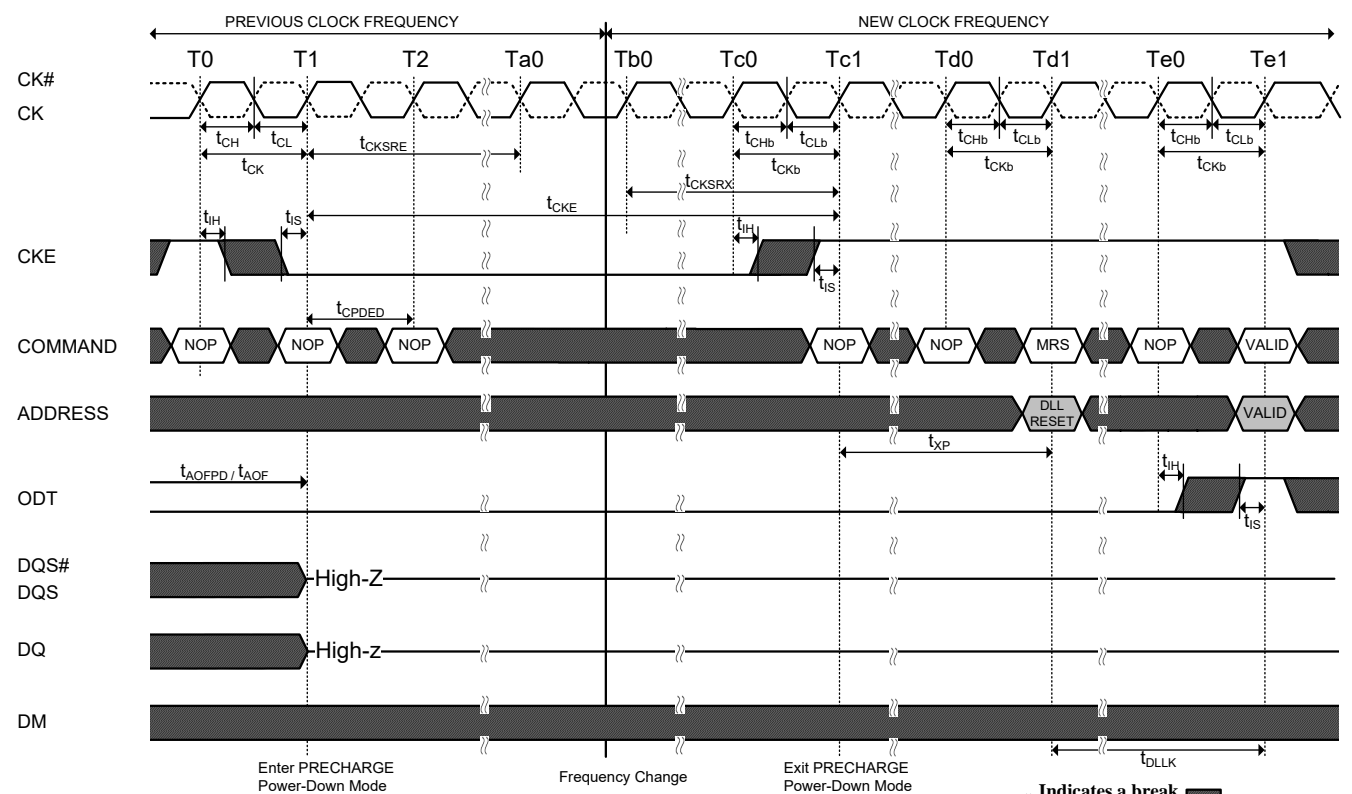 PREVIOUS CLOCK FREQUENCY NEW CLOCK FREQUENCY
T0 T1 T2 Ta0 Tb0 Tc0 Tc1 Td0 Td1 Te0 Te1
CK#
CK
tCH tCL tCKSRE tCHb tCLb tCHb tCLb tCHb tCLb
tCK tCKb tCKb tCKb
tCKSRX
tIH tIS tCKE tIH
CKE
tIS
tCPDED
COMMAND NOP NOP NOP NOP NOP MRS NOP VALID
ADDRESS DLL RESET VALID
tXP
tAOFPD / tAOF tIH
ODT
tIS
DQS#
DQS High-Z
DQ High-z
DM
tDLLK
Enter PRECHARGE
Power-Down Mode
Frequency Change
Exit PRECHARGE
Power-Down Mode
Indicates a break